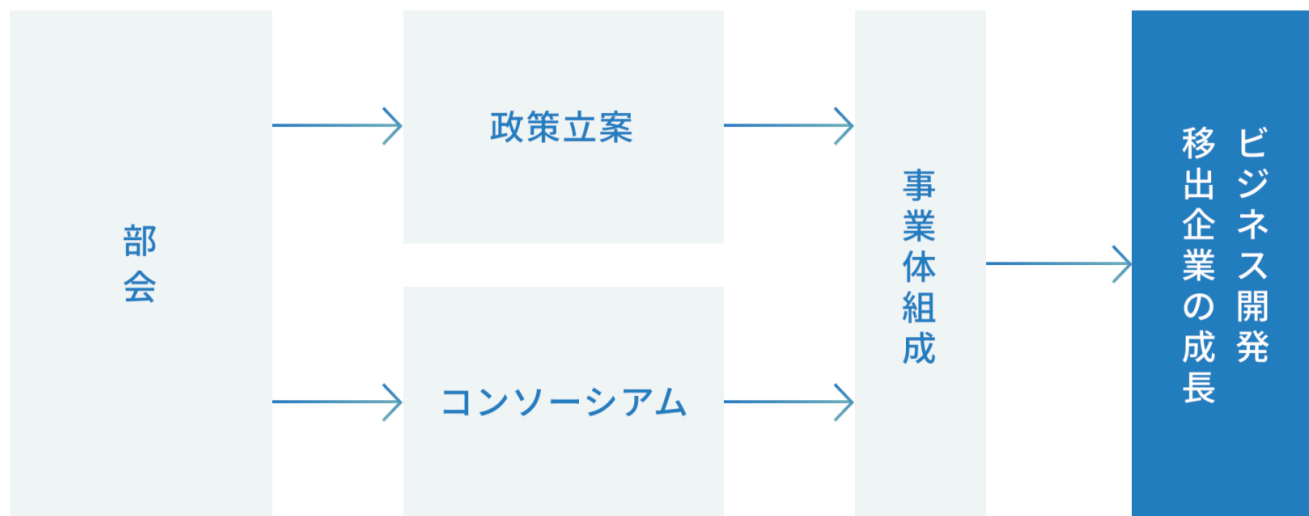 部会
政策立案
コンソーシアム
事業体組成
ビジネス開発
移出企業の成長